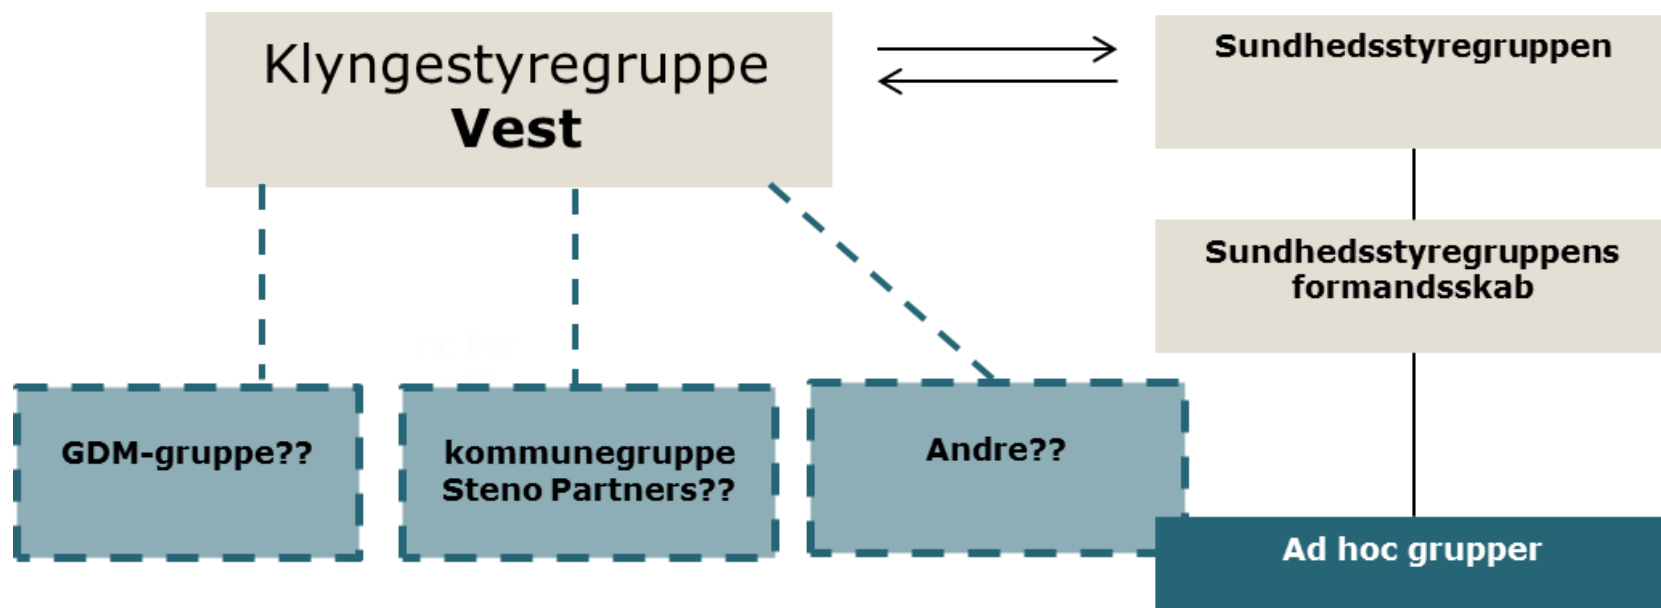 Klyngestyregruppe
Vest
Sundhedsstyregruppen
Sundhedsstyregruppens
formandsskab
GDM-gruppe??
kommunegruppe
Steno Partners??
Andre??
Ad hoc grupper